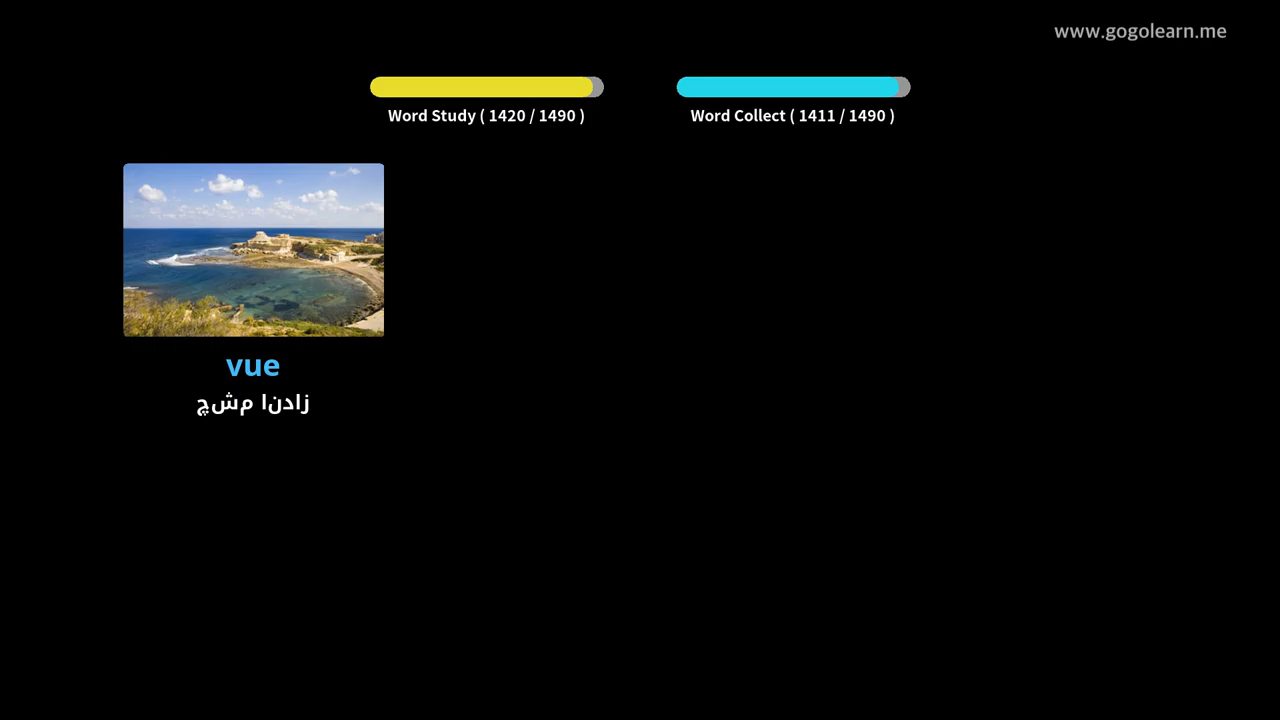 www.gogolearn.me
Word Study ( 1420 / 1490 )
Word Collect ( 1411 / 1490 )
vue
زادنا مشچ